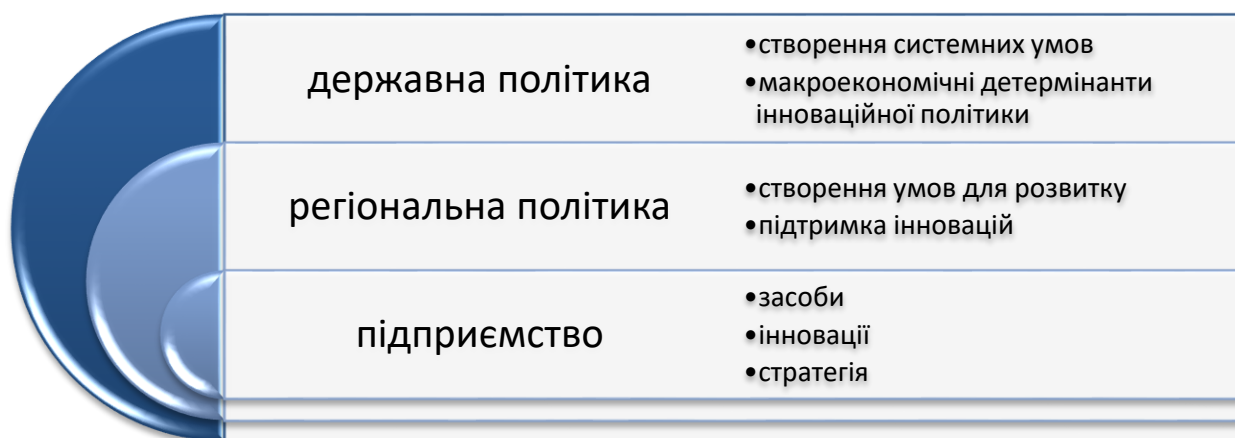 державна політика
•створення системних умов
•макроекономічні детермінанти
інноваційної політики
регіональна політика
•створення умов для розвитку
•підтримка інновацій
підприємство
•засоби
•інновації
•стратегія